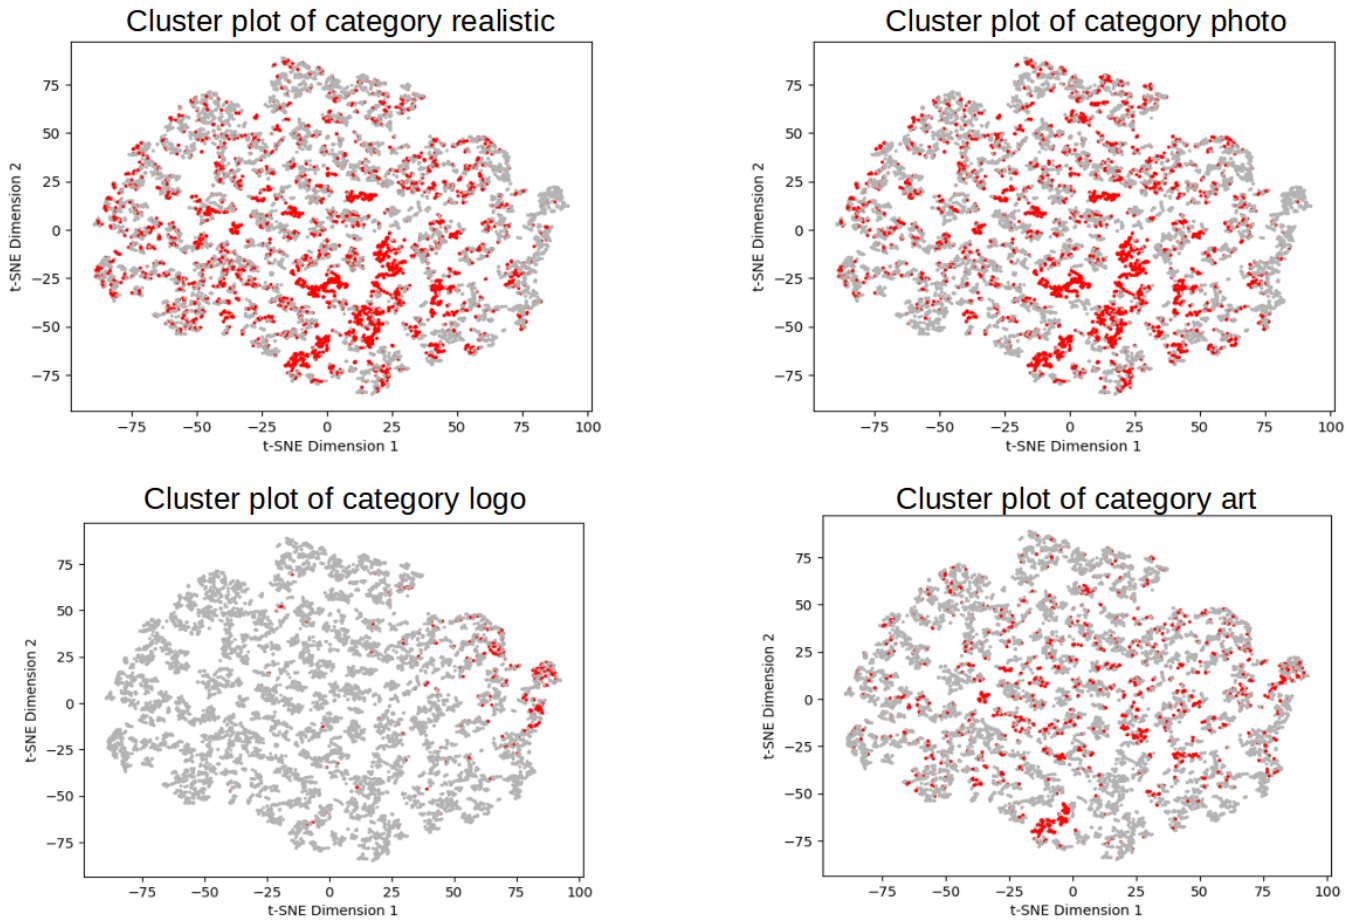 Cluster plot of category realistic
75
50
25
0
−25
−50
−75
t-SNE Dimension 2
−75 −50 −25 0 25 50 75 100
t-SNE Dimension 1
Cluster plot of category photo
75
50
25
0
−25
−50
−75
t-SNE Dimension 2
−75 −50 −25 0 25 50 75 100
t-SNE Dimension 1
Cluster plot of category logo
75
50
25
0
−25
−50
−75
t-SNE Dimension 2
−75 −50 −25 0 25 50 75 100
t-SNE Dimension 1
Cluster plot of category art
75
50
25
0
−25
−50
−75
t-SNE Dimension 2
−75 −50 −25 0 25 50 75 100
t-SNE Dimension 1